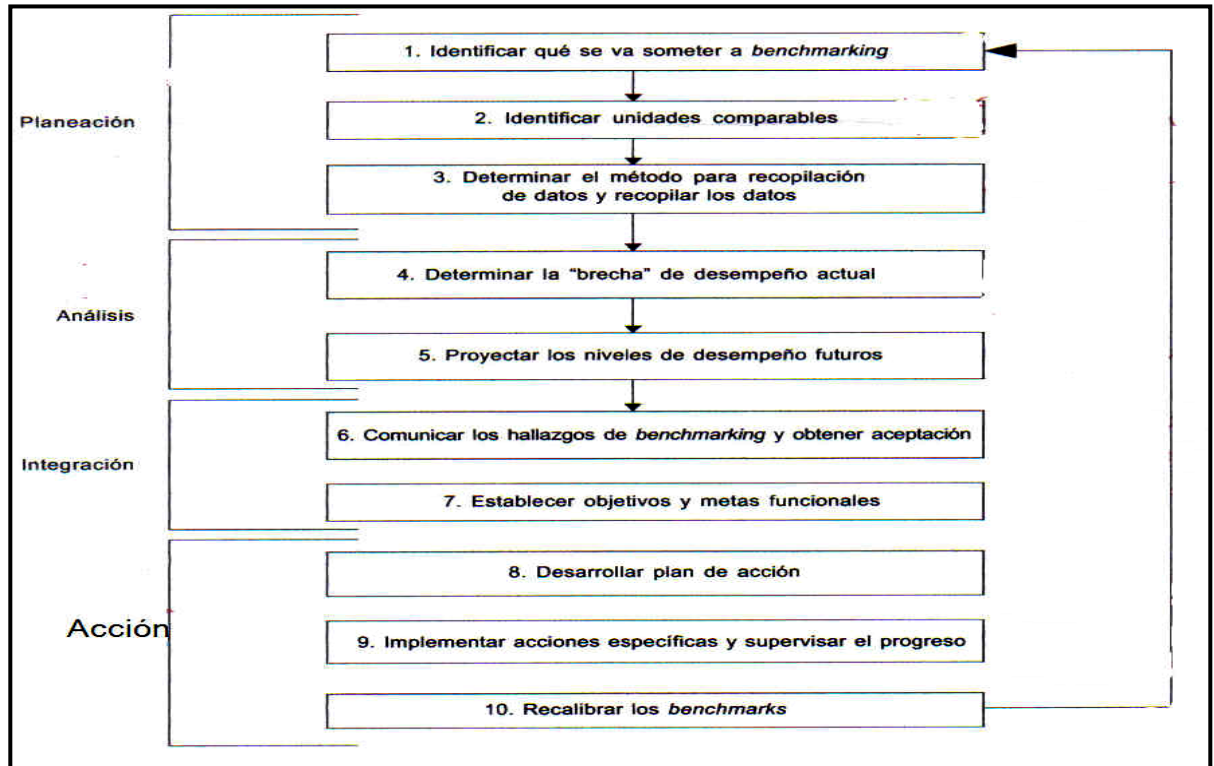 1. Identificar qué se va someter a benchmarking
Planeación
2. Identificar unidades comparables
3. Determinar el método para recopilación
de datos y recopilar los datos
4. Determinar la "brecha" de desempeño actual
Análisis
5. Proyectar los niveles de desempeño futuros
6. Comunicar los hallazgos de benchmarking y obtener aceptación
Integración
7. Establecer objetivos y metas funcionales
8. Desarrollar plan de acción
Acción
9. Implementar acciones específicas y supervisar el progreso
10. Recalibrar los benchmarks